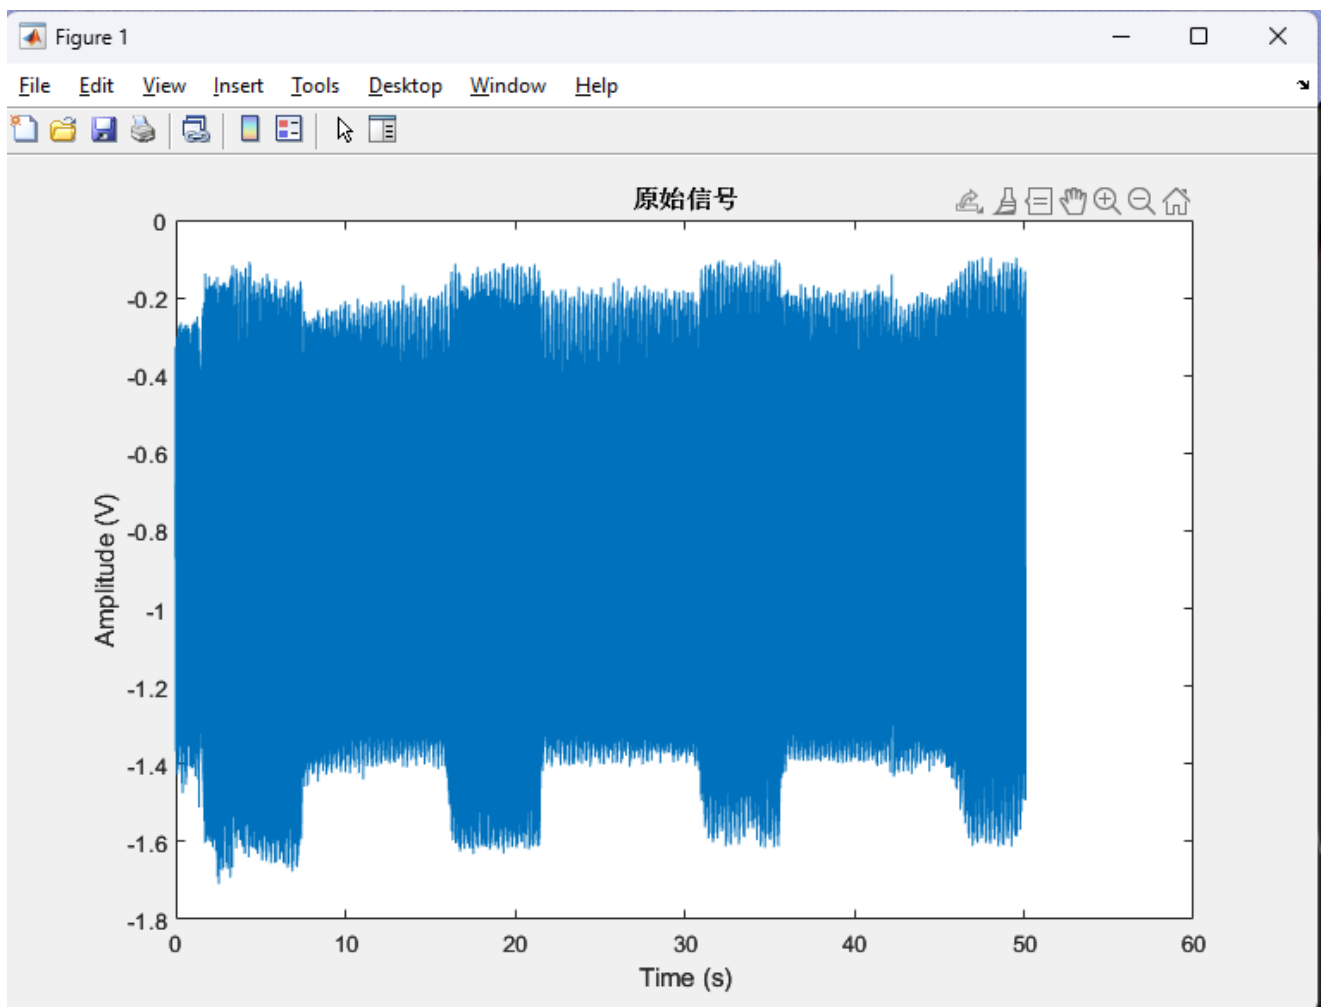 Figure 1
File Edit View Insert Tools Desktop Window Help
原始信号
0
-0.2
-0.4
-0.6
-0.8
-1
-1.2
-1.4
-1.6
-1.8
Amplitude (V)
0 10 20 30 40 50 60
Time (s)